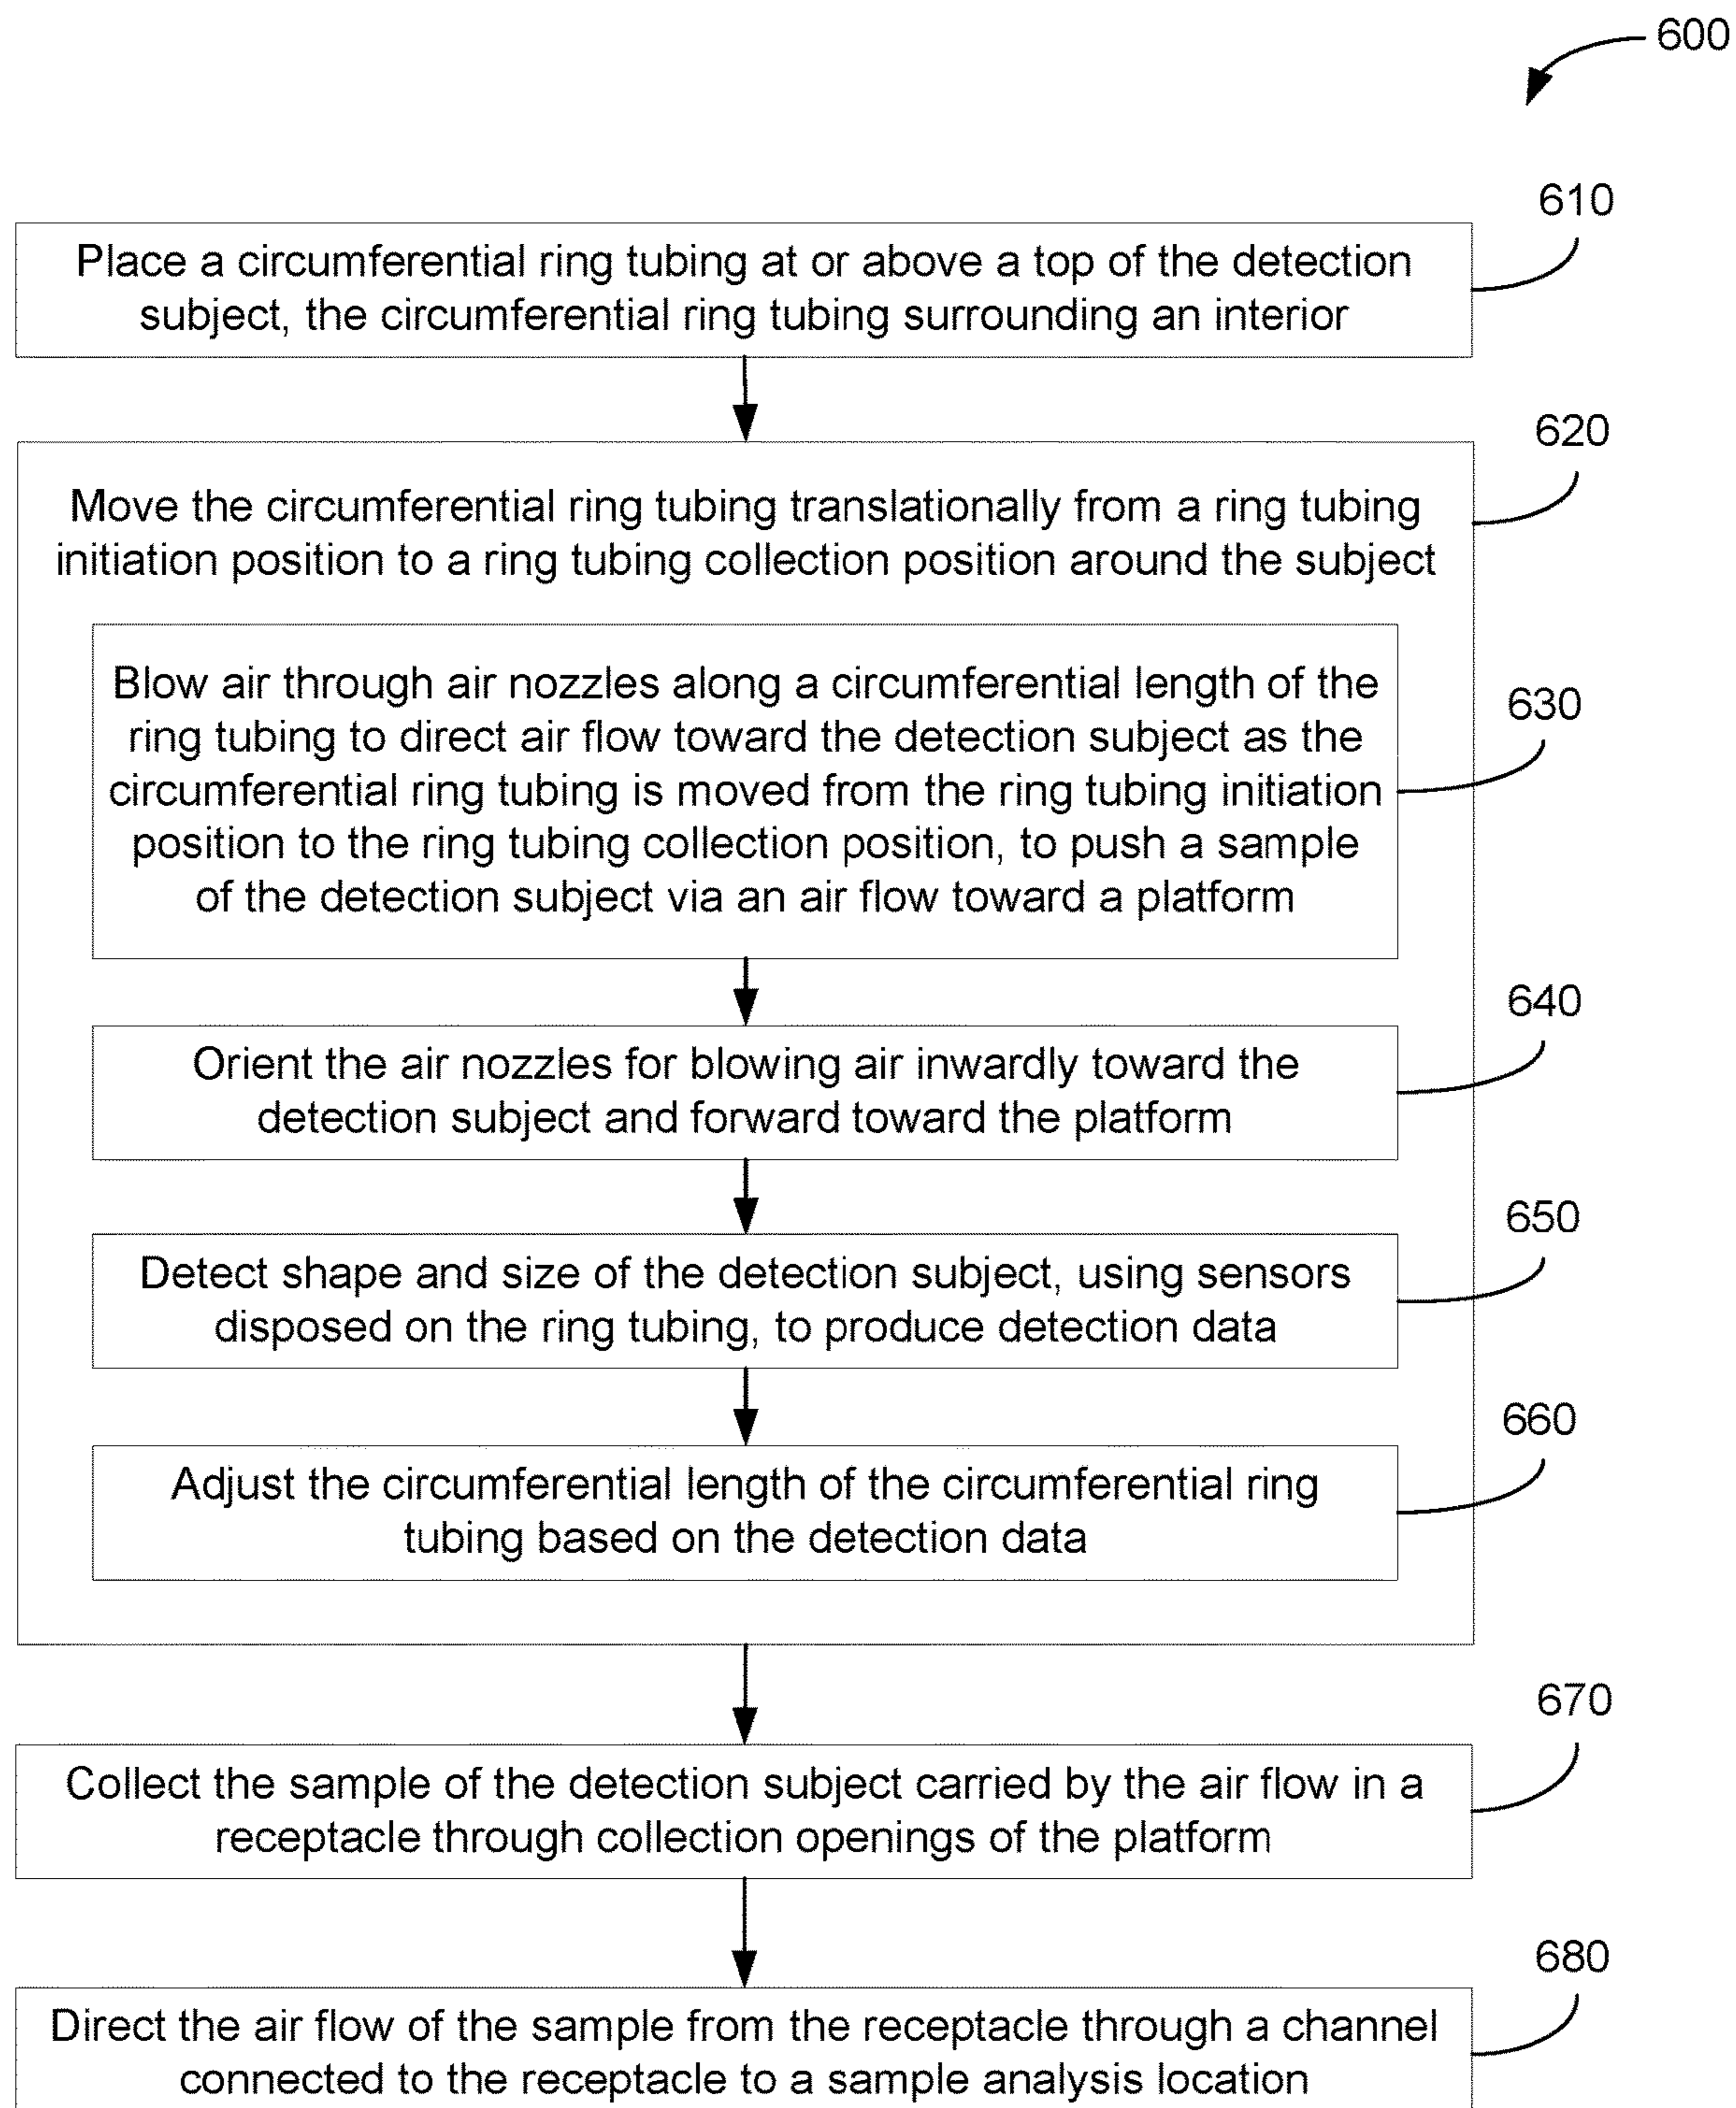 600
610
Place a circumferential ring tubing at or above a top of the detection
subject, the circumferential ring tubing surrounding an interior
620
Move the circumferential ring tubing translationally from a ring tubing
initiation position to a ring tubing collection position around the subject
630
Blow air through air nozzles along a circumferential length of the
ring tubing to direct air flow toward the detection subject as the
circumferential ring tubing is moved from the ring tubing initiation
position to the ring tubing collection position, to push a sample
of the detection subject via an air flow toward a platform
640
Orient the air nozzles for blowing air inwardly toward the
detection subject and forward toward the platform
650
Detect shape and size of the detection subject, using sensors
disposed on the ring tubing, to produce detection data
660
Adjust the circumferential length of the circumferential ring
tubing based on the detection data
670
Collect the sample of the detection subject carried by the air flow in a
receptacle through collection openings of the platform
680
Direct the air flow of the sample from the receptacle through a channel
connected to the receptacle to a sample analysis location